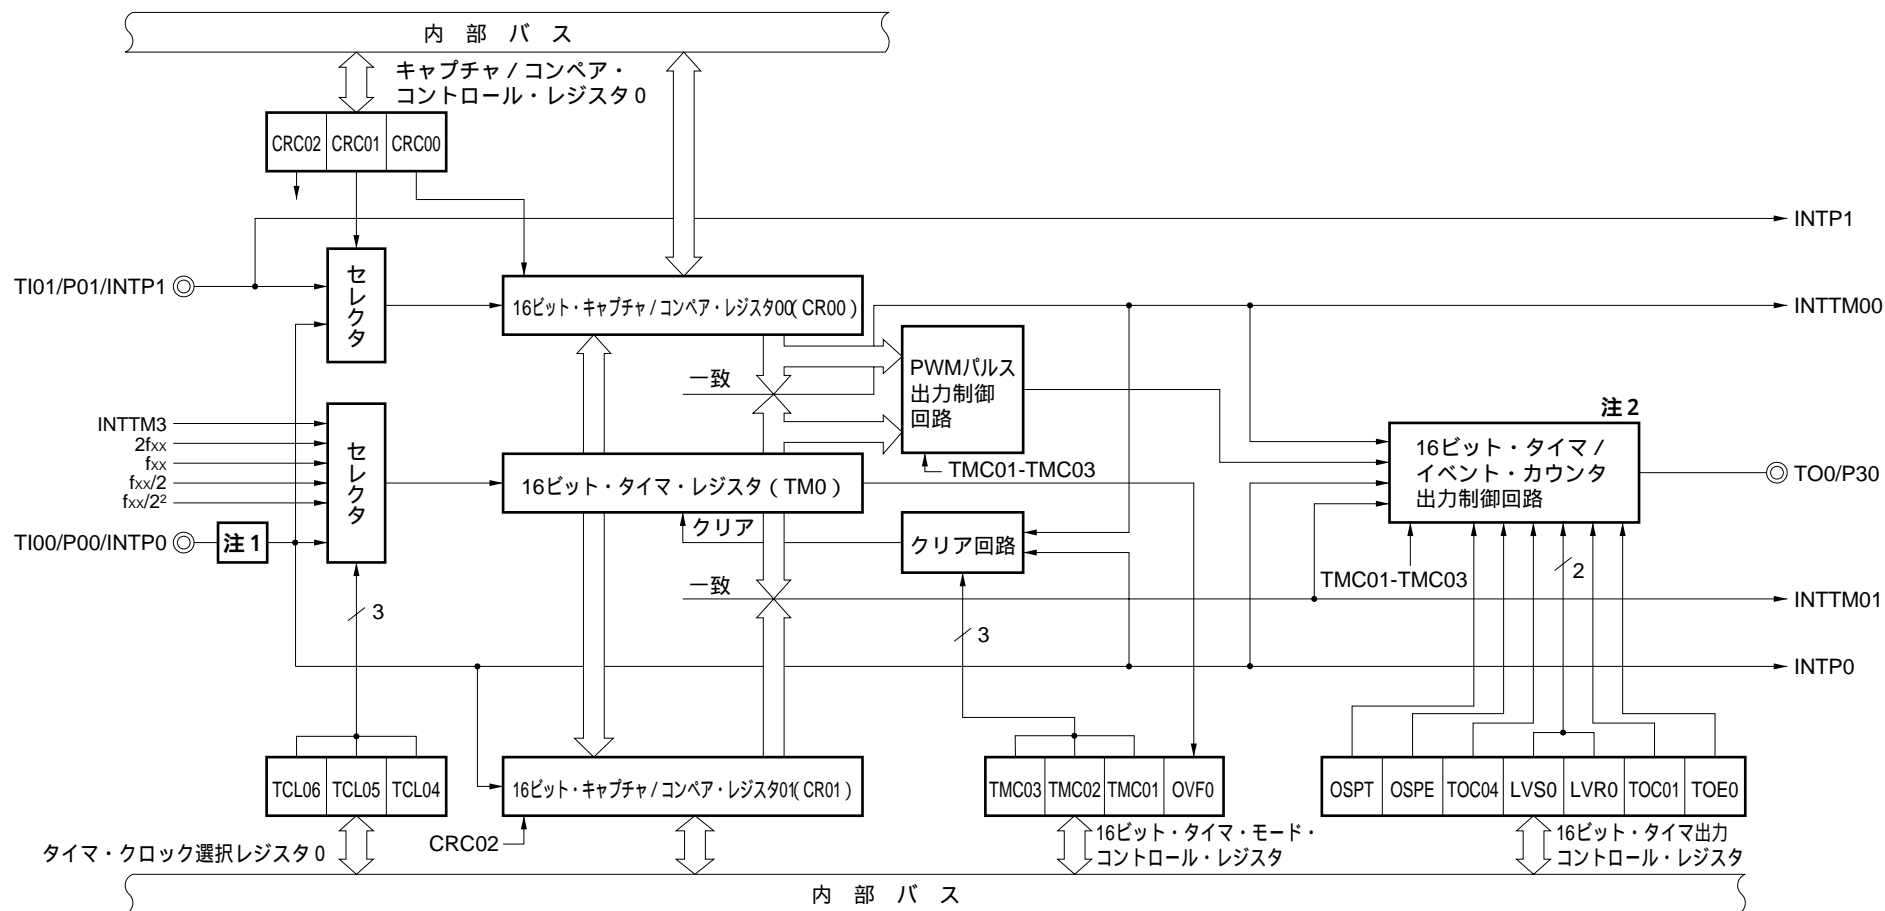 内部バス
キャプチャ/コンペア・
コントロール・レジスタ0
CRC02 CRC01 CRC00
INTP1
TI01/P01/INTP1
セレクタ
16ビット・キャプチャ/コンペア・レジスタ00(CR00)
INTTM00
一致
PWMパルス
出力制御
回路
注2
INTTM3
2fxx
fxx
fxx/2
fxx/2²
セレクタ
16ビット・タイマ・レジスタ(TM0)
TMC01-TMC03
16ビット・タイマ/
イベント・カウンタ
出力制御回路
TO0/P30
TI00/P00/INTP0
注1
クリア
クリア回路
TMC01-TMC03
2
一致
INTTM01
3
3
INTP0
TCL06 TCL05 TCL04
16ビット・キャプチャ/コンペア・レジスタ01(CR01)
TMC03 TMC02 TMC01 OVF0
OSPT OSPE TOC04 LVS0 LVR0 TOC01 TOE0
タイマ・クロック選択レジスタ0
CRC02
16ビット・タイマ・モード・
コントロール・レジスタ
16ビット・タイマ出力
コントロール・レジスタ
内部バス